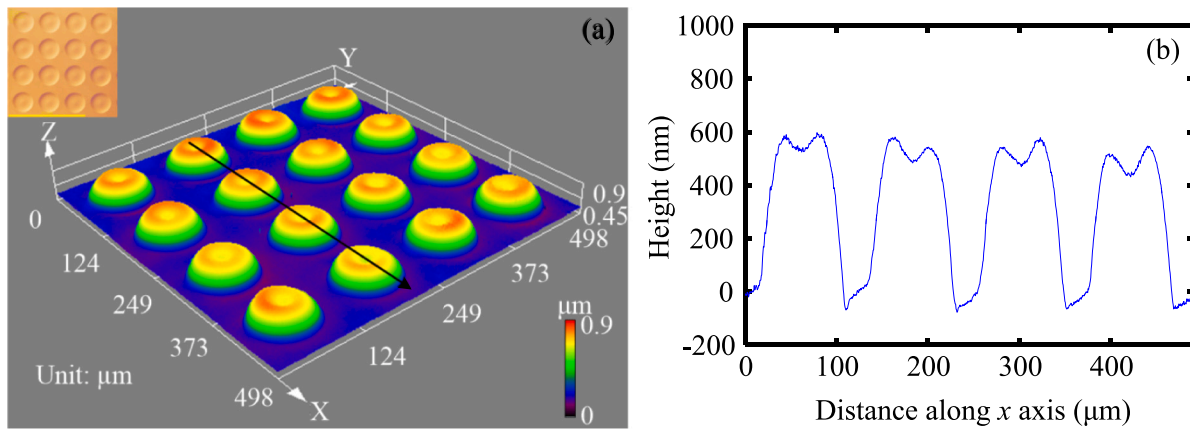 (a)
Y
Z
0
124
249
373
498
X
124
249
373
498
0.45
0.9
Unit: μm
μm
0.9
0
(b)
1000
800
600
400
200
0
-200
0
100
200
300
400
Height (nm)
Distance along x axis (μm)